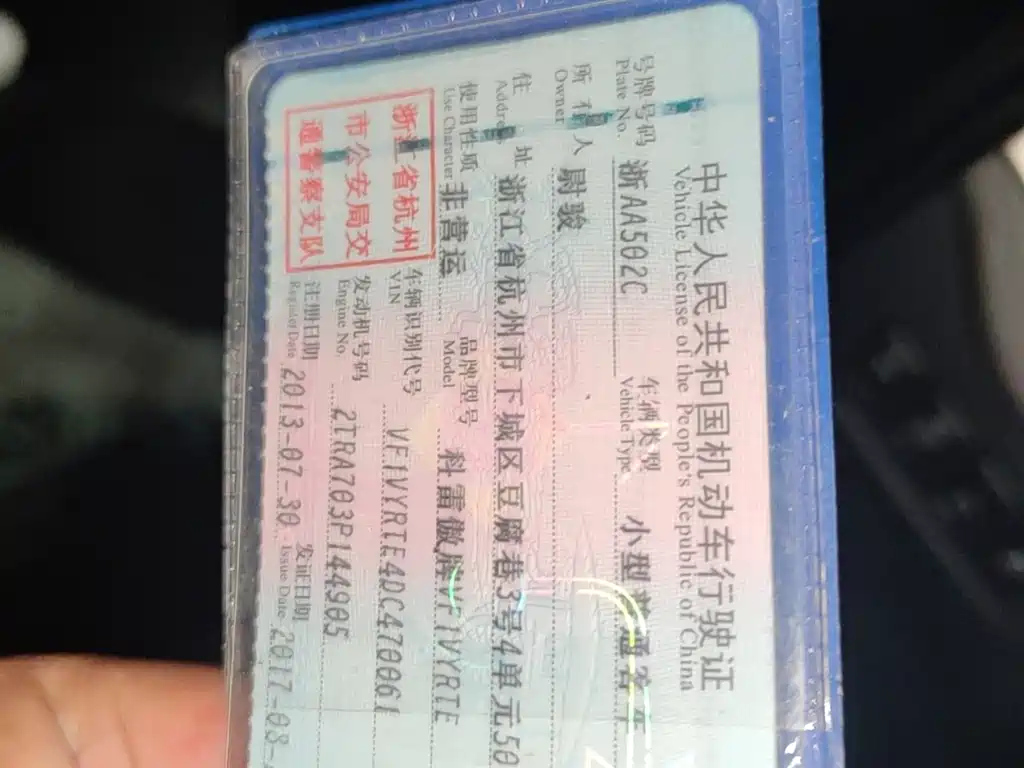 中华人民共和国机动车行驶证
Vehicle License of the People's Republic of China
号牌号码 浙AA502C 车辆类型 小型普通客车
Plate No. Vehicle Type
所有人 尉骏
Owner
住址 浙江省杭州市下城区豆腐巷3号4单元50
Address
使用性质 非营运 品牌型号 科雷傲牌VF1VYRTE
Use Character Model
浙江省杭州
市公安局交
通警察支队
车辆识别代号 VF1VYRTE4DC470061
VIN
发动机号码 2TRA703P144905
Engine No.
注册日期 2013-07-30 发证日期 2017-08-
Register Date Issue Date